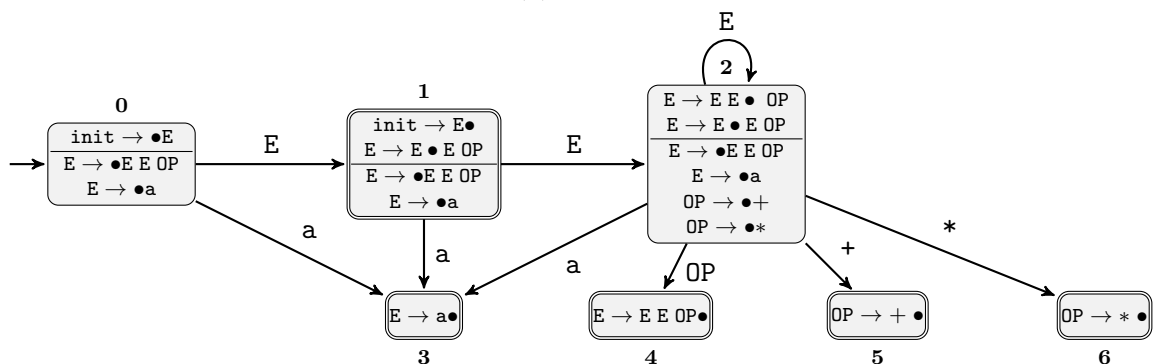 E
0
1
2
init → •E
E → •E E OP
E → •a
E
init → E•
E → E • E OP
E → •E E OP
E → •a
E
E → E E • OP
E → E • E OP
E → •E E OP
E → •a
OP → •+
OP → •*
a
a
a
OP
+
*
E → a•
E → E E OP•
OP → + •
OP → * •
3
4
5
6